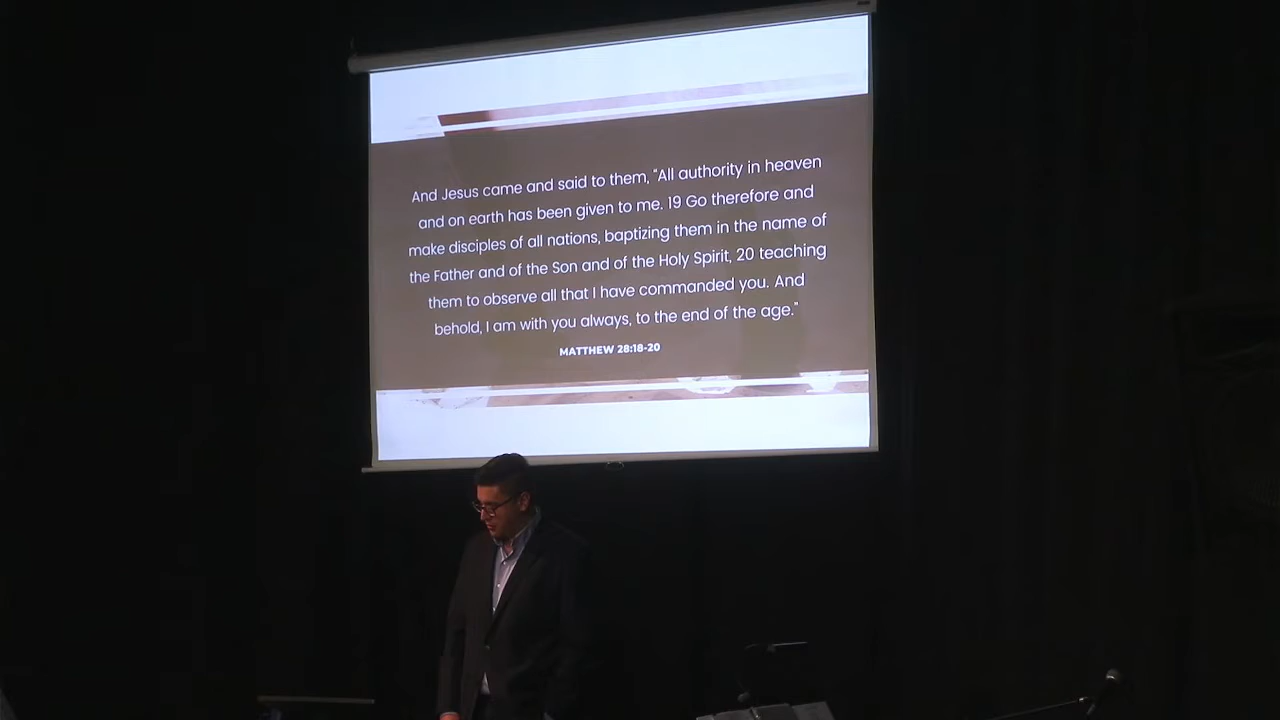 And Jesus came and said to them, "All authority in heaven
and on earth has been given to me. 19 Go therefore and
make disciples of all nations, baptizing them in the name of
the Father and of the Son and of the Holy Spirit, 20 teaching
them to observe all that I have commanded you. And
behold, I am with you always, to the end of the age."
MATTHEW 28:18-20